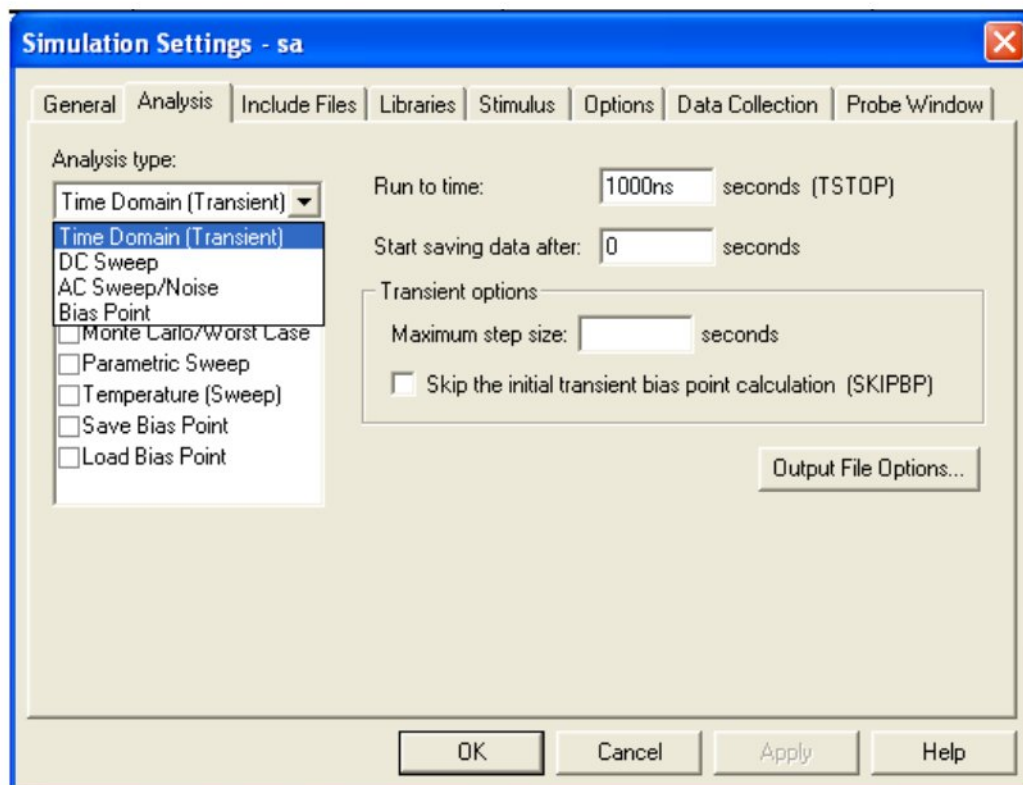 Simulation Settings - sa
General Analysis Include Files Libraries Stimulus Options Data Collection Probe Window
Analysis type:
Time Domain (Transient)
Time Domain (Transient)
DC Sweep
AC Sweep/Noise
Bias Point
Monte Carlo/Worst Case
Parametric Sweep
Temperature (Sweep)
Save Bias Point
Load Bias Point
Run to time: 1000ns seconds (TSTOP)
Start saving data after: 0 seconds
Transient options
Maximum step size: seconds
Skip the initial transient bias point calculation (SKIPBP)
Output File Options...
OK Cancel Apply Help